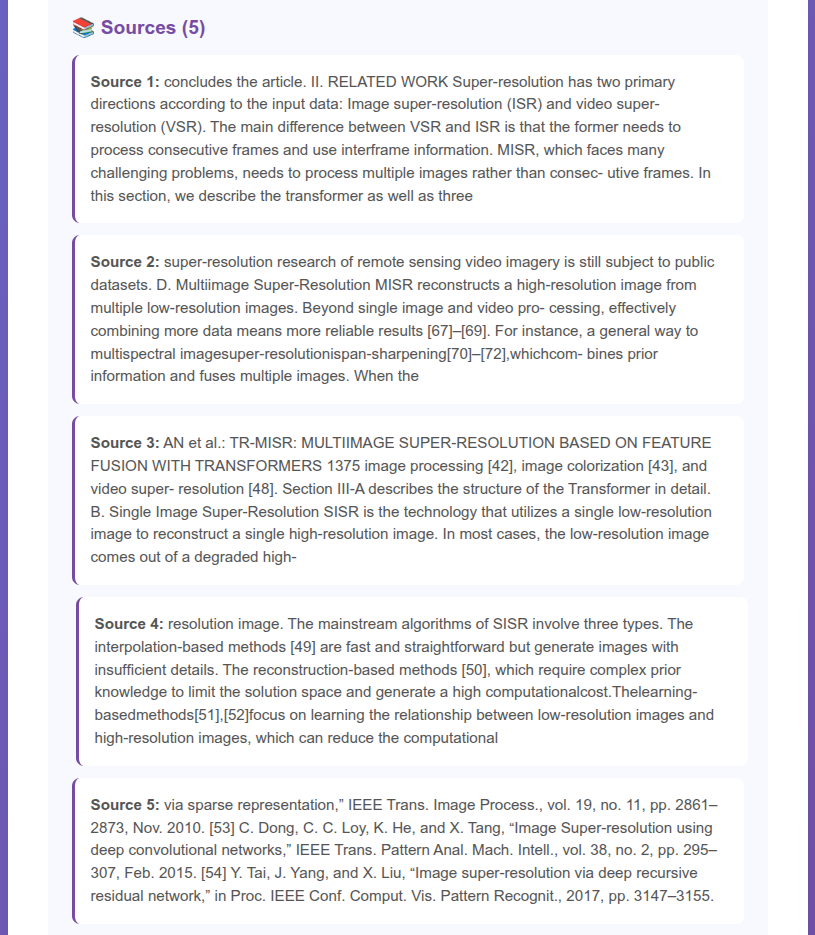 📚 Sources (5)
Source 1: concludes the article. II. RELATED WORK Super-resolution has two primary
directions according to the input data: Image super-resolution (ISR) and video super-
resolution (VSR). The main difference between VSR and ISR is that the former needs to
process consecutive frames and use interframe information. MISR, which faces many
challenging problems, needs to process multiple images rather than consec- utive frames. In
this section, we describe the transformer as well as three
Source 2: super-resolution research of remote sensing video imagery is still subject to public
datasets. D. Multiimage Super-Resolution MISR reconstructs a high-resolution image from
multiple low-resolution images. Beyond single image and video pro- cessing, effectively
combining more data means more reliable results [67]–[69]. For instance, a general way to
multispectral imagesuper-resolutionispan-sharpening[70]–[72],whichcom- bines prior
information and fuses multiple images. When the
Source 3: AN et al.: TR-MISR: MULTIIMAGE SUPER-RESOLUTION BASED ON FEATURE
FUSION WITH TRANSFORMERS 1375 image processing [42], image colorization [43], and
video super- resolution [48]. Section III-A describes the structure of the Transformer in detail.
B. Single Image Super-Resolution SISR is the technology that utilizes a single low-resolution
image to reconstruct a single high-resolution image. In most cases, the low-resolution image
comes out of a degraded high-
Source 4: resolution image. The mainstream algorithms of SISR involve three types. The
interpolation-based methods [49] are fast and straightforward but generate images with
insufficient details. The reconstruction-based methods [50], which require complex prior
knowledge to limit the solution space and generate a high computationalcost.Thelearning-
basedmethods[51],[52]focus on learning the relationship between low-resolution images and
high-resolution images, which can reduce the computational
Source 5: via sparse representation,” IEEE Trans. Image Process., vol. 19, no. 11, pp. 2861–
2873, Nov. 2010. [53] C. Dong, C. C. Loy, K. He, and X. Tang, “Image Super-resolution using
deep convolutional networks,” IEEE Trans. Pattern Anal. Mach. Intell., vol. 38, no. 2, pp. 295–
307, Feb. 2015. [54] Y. Tai, J. Yang, and X. Liu, “Image super-resolution via deep recursive
residual network,” in Proc. IEEE Conf. Comput. Vis. Pattern Recognit., 2017, pp. 3147–3155.